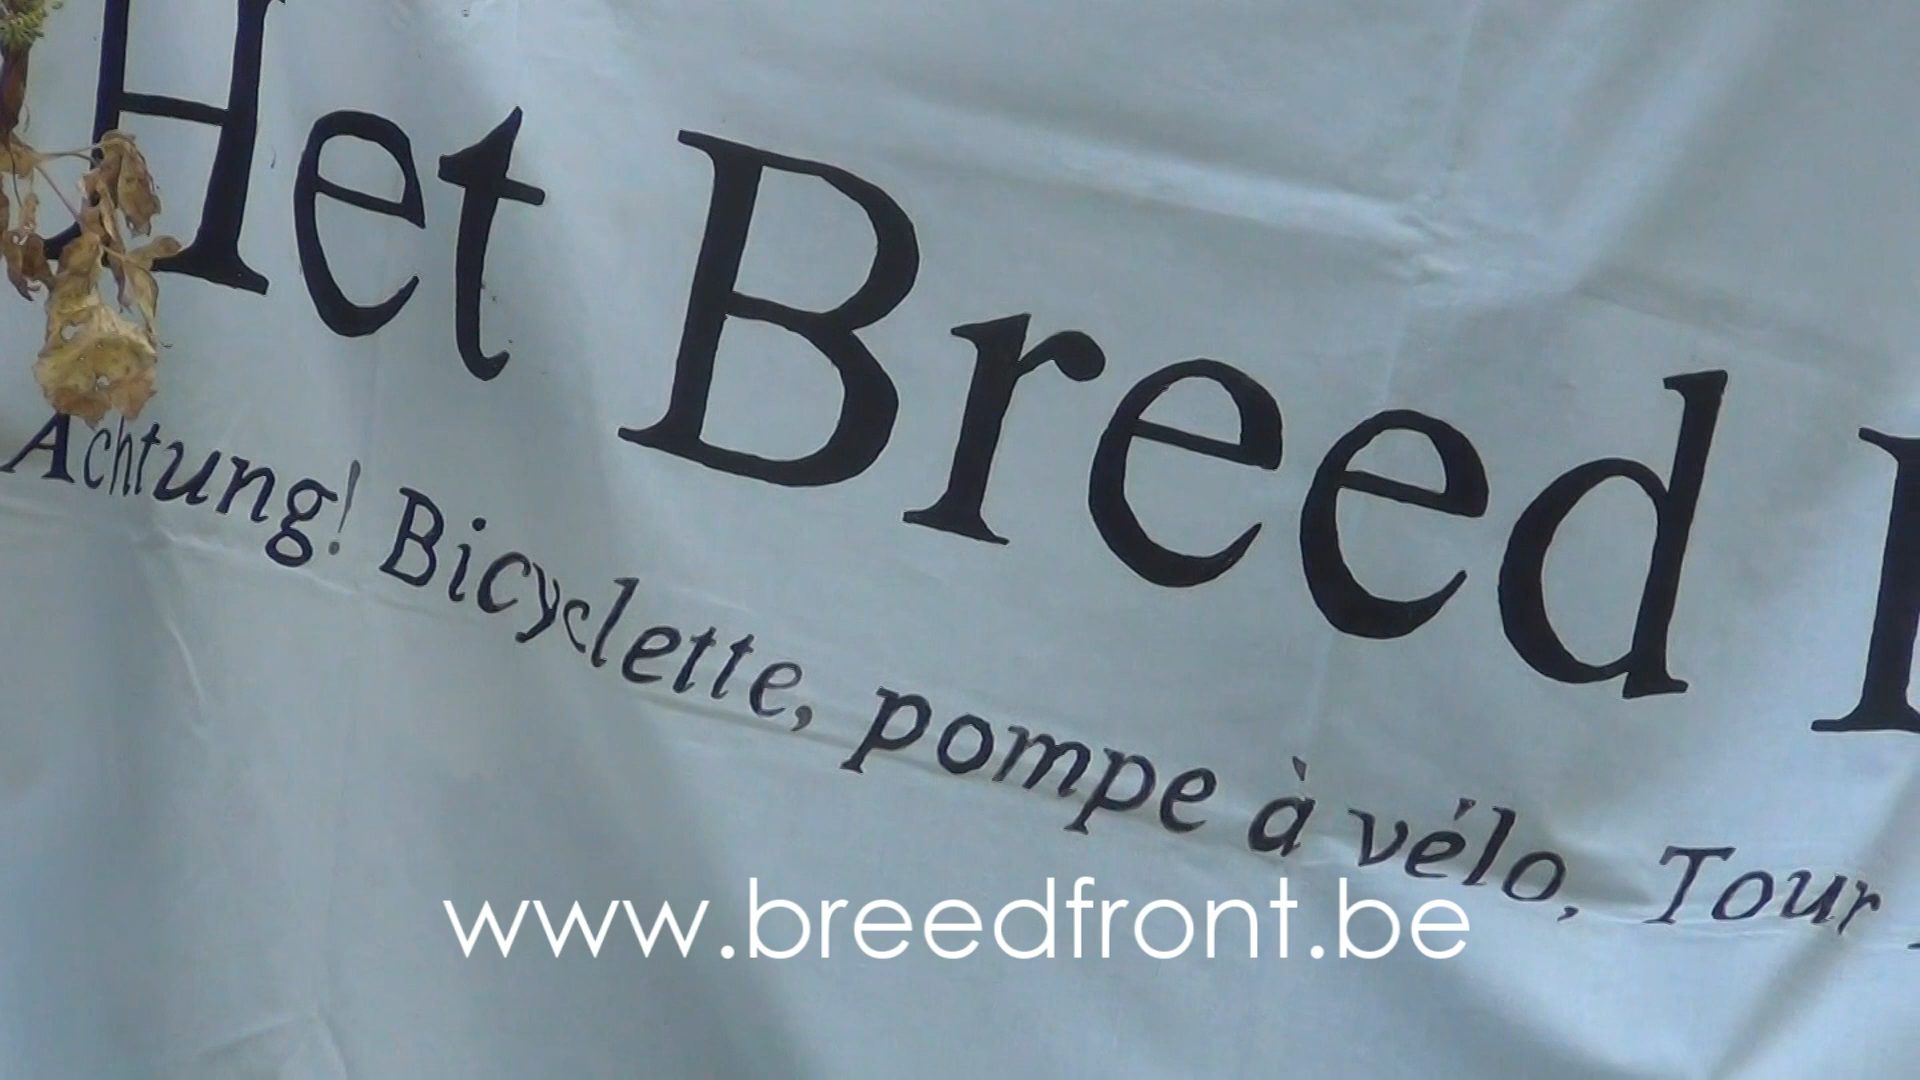 Het Breed
Achtung! Bicyclette, pompe à vélo, Tour
www.breedfront.be